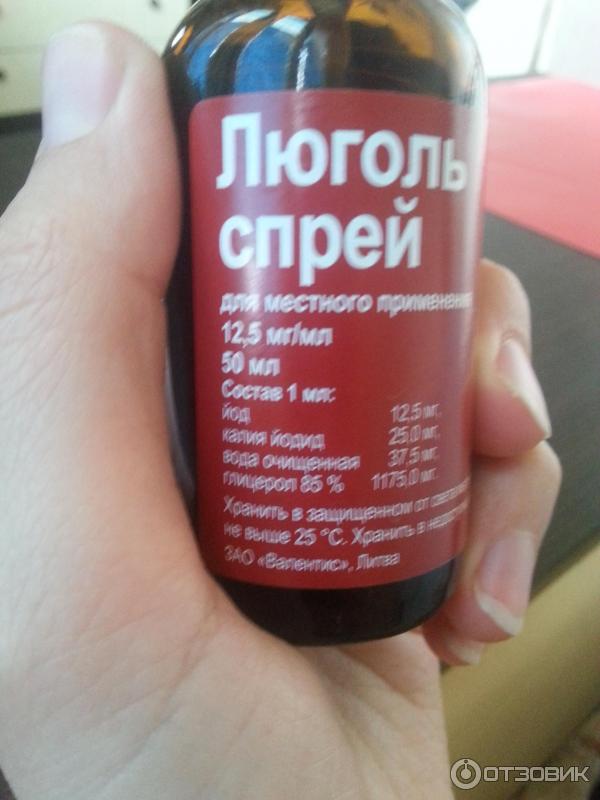 Люголь
спрей
для местного применения
12,5 мг/мл
50 мл
Состав 1 мл:
йод 12,5 мг.
калия йодид 25,0 мг.
вода очищенная 37,5 мг.
глицерол 85 % 1175,0 мг.
Хранить в защищенном от света
не выше 25 °С. Хранить в
ЗАО «Валентис», Литва
ОТЗОВИК